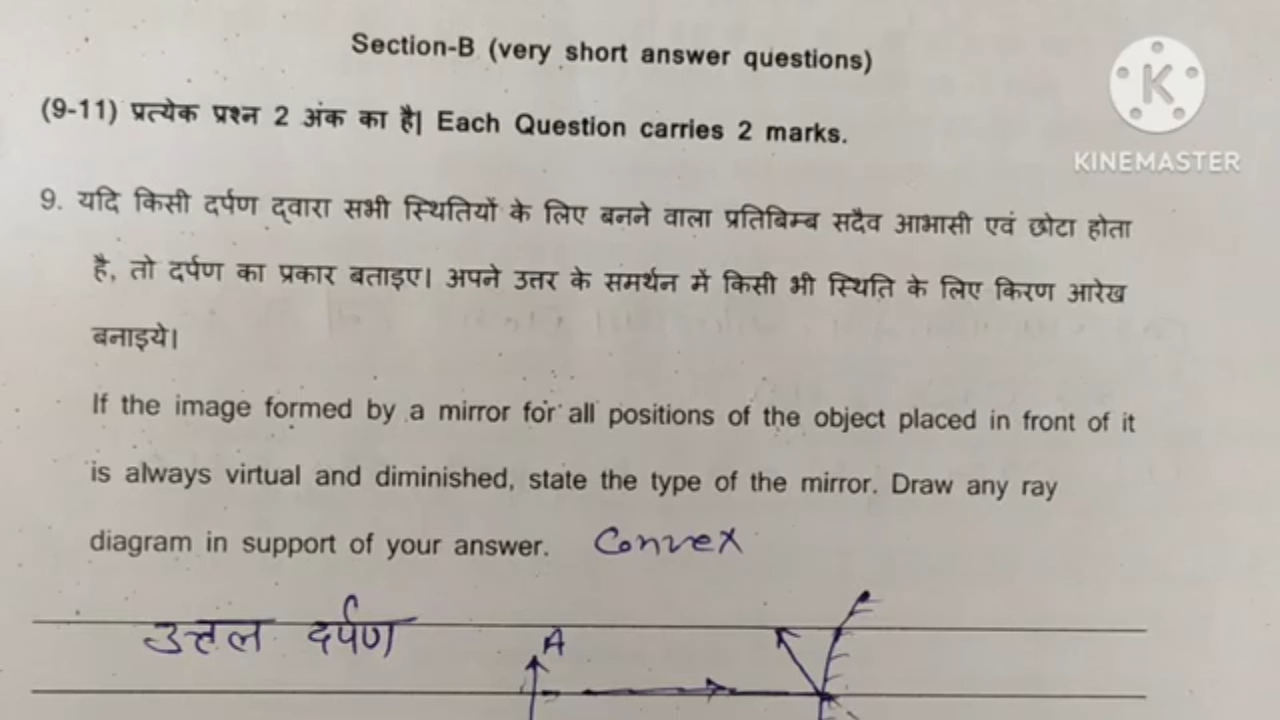 Section-B (very short answer questions)
(9-11) प्रत्येक प्रश्न 2 अंक का है| Each Question carries 2 marks.
K
KINEMASTER
9. यदि किसी दर्पण द्वारा सभी स्थितियों के लिए बनने वाला प्रतिबिम्ब सदैव आभासी एवं छोटा होता
है, तो दर्पण का प्रकार बताइए। अपने उत्तर के समर्थन में किसी भी स्थिति के लिए किरण आरेख
बनाइये।
If the image formed by a mirror for all positions of the object placed in front of it
is always virtual and diminished, state the type of the mirror. Draw any ray
diagram in support of your answer. Convex
उत्तल दर्पण
A